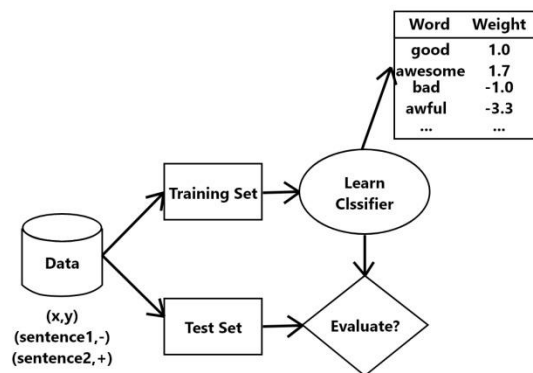 Word Weight
good 1.0
awesome 1.7
bad -1.0
awful -3.3
... ...
Training Set
Learn
Clssifier
Data
(x,y)
(sentence1,-)
(sentence2,+)
Test Set
Evaluate?